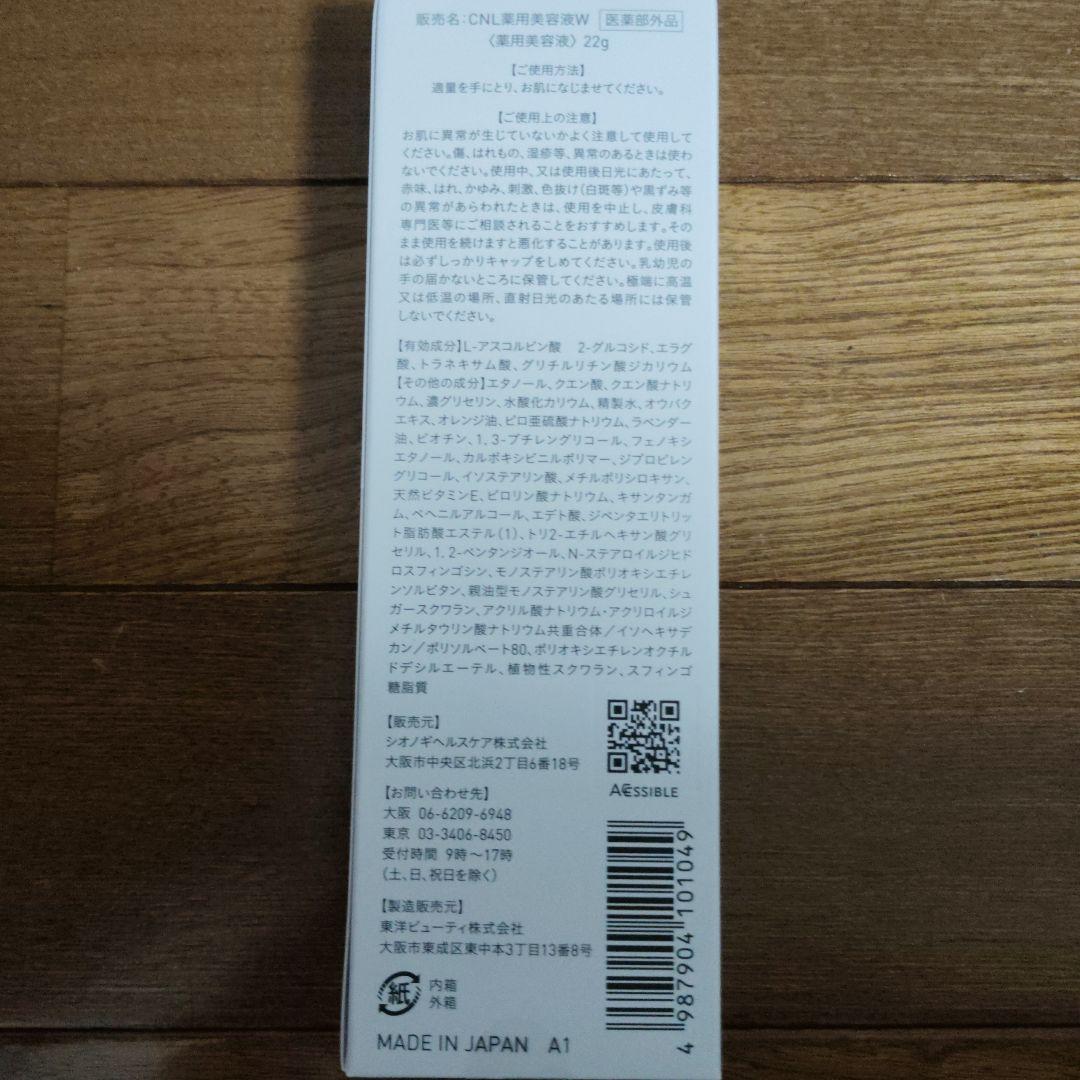 販売名:CNL薬用美容液W 医薬部外品
〈薬用美容液〉 22g
【ご使用方法】
適量を手にとり、お肌になじませてください。
【ご使用上の注意】
お肌に異常が生じていないかよく注意して使用して
ください。傷、はれもの、湿疹等、異常のあるときは使わ
ないでください。使用中、又は使用後日光にあたって、
赤味、はれ、かゆみ、刺激、色抜け(白斑等)や黒ずみ等
の異常があらわれたときは、使用を中止し、皮膚科
専門医等にご相談されることをおすすめします。その
まま使用を続けますと悪化することがあります。使用後
は必ずしっかりキャップをしめてください。乳幼児の
手の届かないところに保管してください。極端に高温
又は低温の場所、直射日光のあたる場所には保管
しないでください。
【有効成分】L-アスコルビン酸 2-グルコシド、エラグ
酸、トラネキサム酸、グリチルリチン酸ジカリウム
【その他の成分】エタノール、クエン酸、クエン酸ナトリ
ウム、濃グリセリン、水酸化カリウム、精製水、オウバク
エキス、オレンジ油、ピロ亜硫酸ナトリウム、ラベンダー
油、ビオチン、1,3-ブチレングリコール、フェノキシ
エタノール、カルボキシビニルポリマー、ジプロピレン
グリコール、イソステアリン酸、メチルポリシロキサン、
天然ビタミンE、ピロリン酸ナトリウム、キサンタンガ
ム、ベヘニルアルコール、エデト酸、ジペンタエリトリッ
ト脂肪酸エステル(1)、トリ2-エチルヘキサン酸グリ
セリル、1,2-ペンタンジオール、N-ステアロイルジヒド
ロスフィンゴシン、モノステアリン酸ポリオキシエチレ
ンソルビタン、親油型モノステアリン酸グリセリル、シュ
ガースクワラン、アクリル酸ナトリウム・アクリロイルジ
メチルタウリン酸ナトリウム共重合体/イソヘキサデ
カン/ポリソルベート80、ポリオキシエチレンオクチル
ドデシルエーテル、植物性スクワラン、スフィンゴ
糖脂質
【販売元】
シオノギヘルスケア株式会社
大阪市中央区北浜2丁目6番18号
ACCESSIBLE
【お問い合わせ先】
大阪 06-6209-6948
東京 03-3406-8450
受付時間 9時~17時
(土、日、祝日を除く)
【製造販売元】
東洋ビューティ株式会社
大阪市東成区東中本3丁目13番8号
紙 内箱
外箱
MADE IN JAPAN A1
4 987904 101049